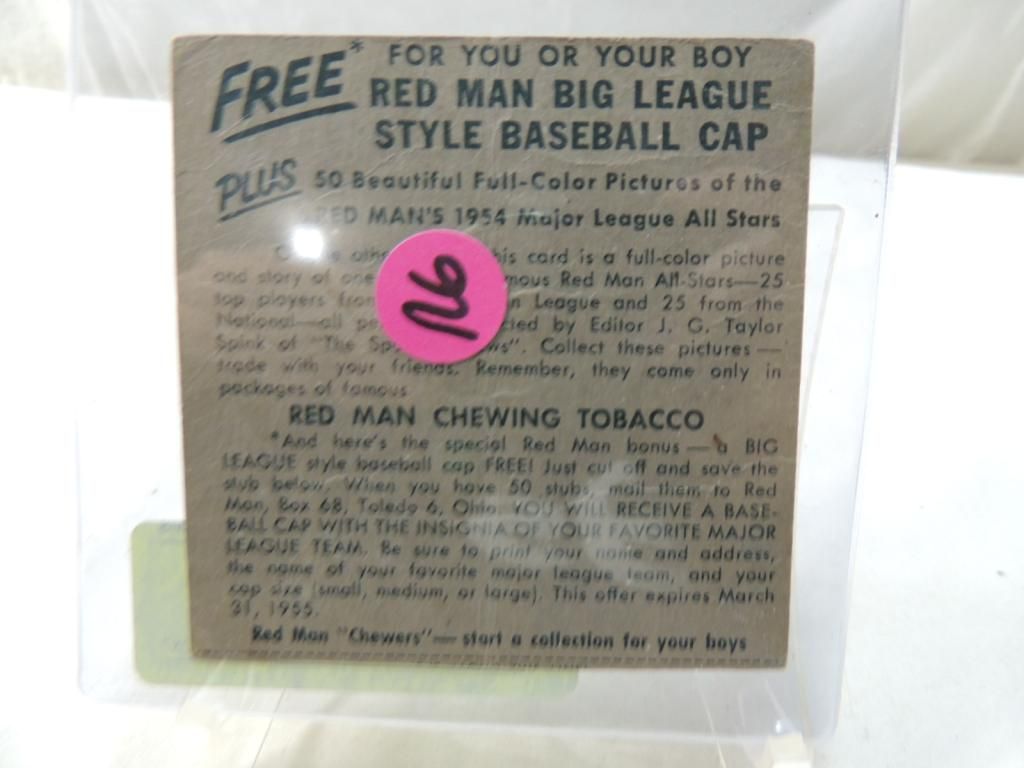 FREE* FOR YOU OR YOUR BOY
RED MAN BIG LEAGUE
STYLE BASEBALL CAP
PLUS 50 Beautiful Full-Color Pictures of the
RED MAN'S 1954 Major League All Stars
this card is a full-color picture
and story of one Red Man All-Stars—25
top players from League and 25 from the
National—all by Editor J. G. Taylor
Spink of "The Collect these pictures—
trade with your friends. Remember, they come only in
packages of famous
RED MAN CHEWING TOBACCO
*And here's the special Red Man bonus—a BIG
LEAGUE style baseball cap FREE! Just cut off and save the
stub below. When you have 50 stubs, mail them to Red
Man, Box 68, Toledo 6, Ohio. YOU WILL RECEIVE A BASE-
BALL CAP WITH THE INSIGNIA OF YOUR FAVORITE MAJOR
LEAGUE TEAM. Be sure to print your name and address,
the name of your favorite major league team, and your
cap size (small, medium, or large). This offer expires March
31, 1955.
Red Man "Chewers"—start a collection for your boys